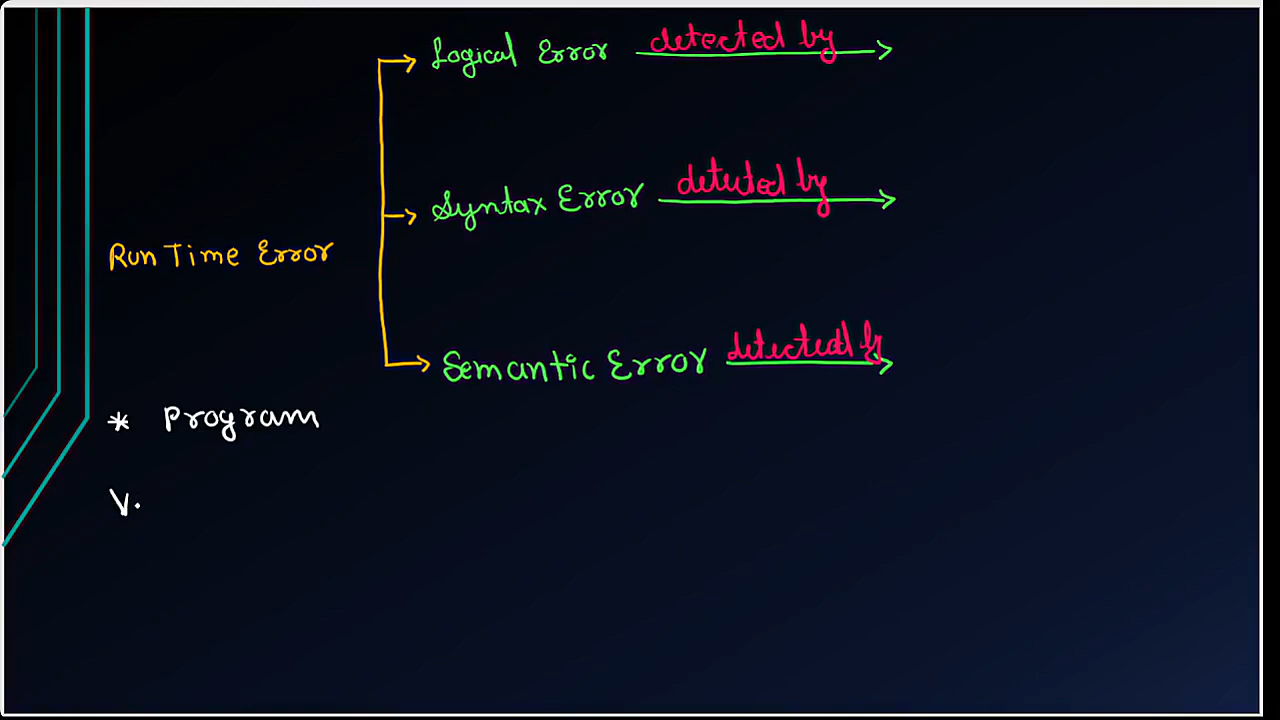 Logical Error detected by
Syntax Error detected by
Run Time Error
Semantic Error detected by
* Program
V.